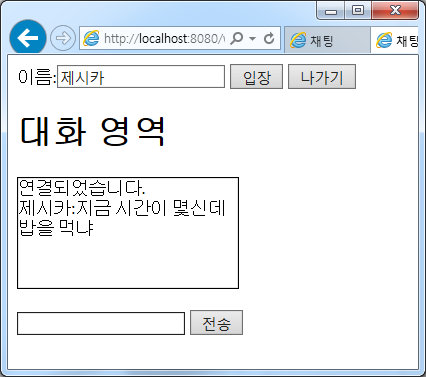 http://localhost:8080/
채팅
채팅
이름:제시카 입장 나가기
대화 영역
연결되었습니다.
제시카:지금 시간이 몇신데
밥을 먹냐
전송